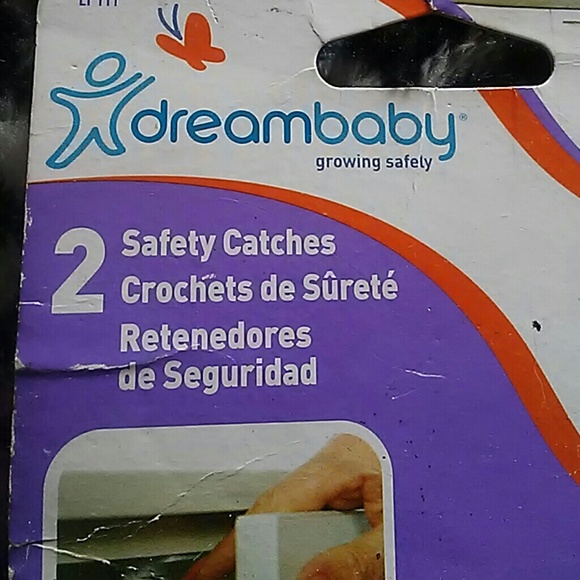 dreambaby®
growing safely
2
Safety Catches
Crochets de Sûreté
Retenedores
de Seguridad